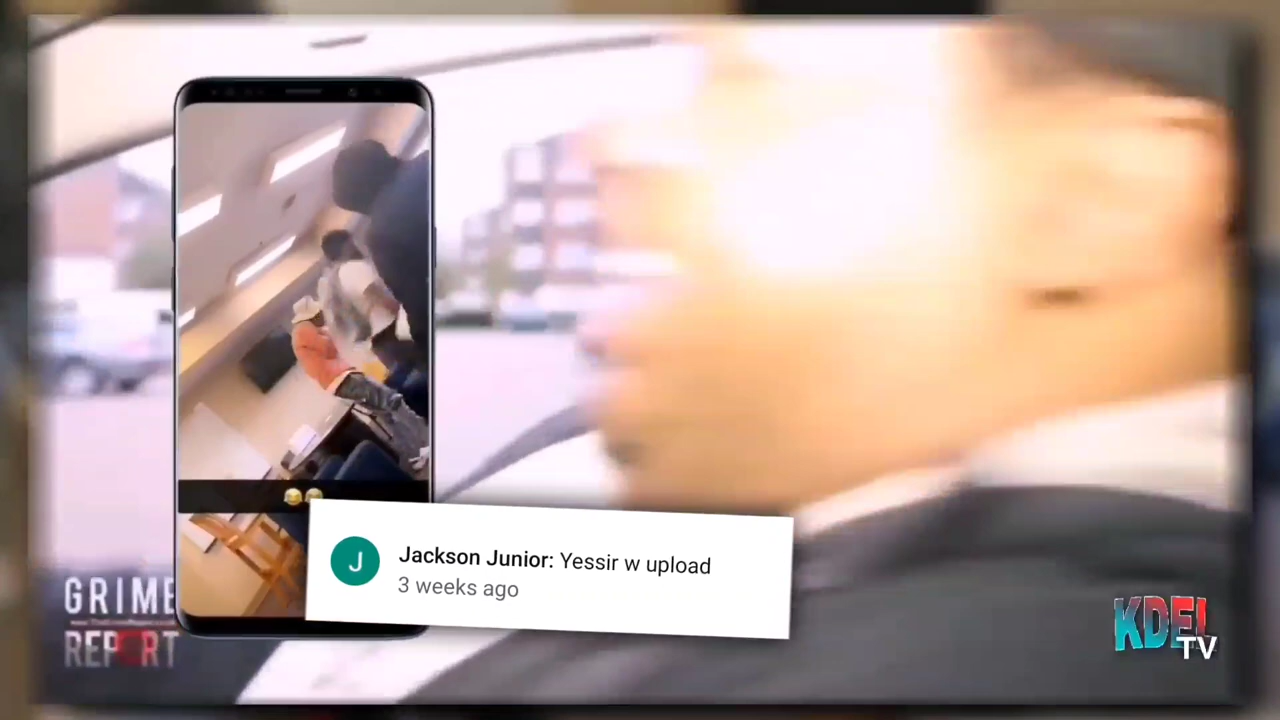 J
Jackson Junior: Yessir w upload
3 weeks ago
GRIME
REPORT
KDEL
TV